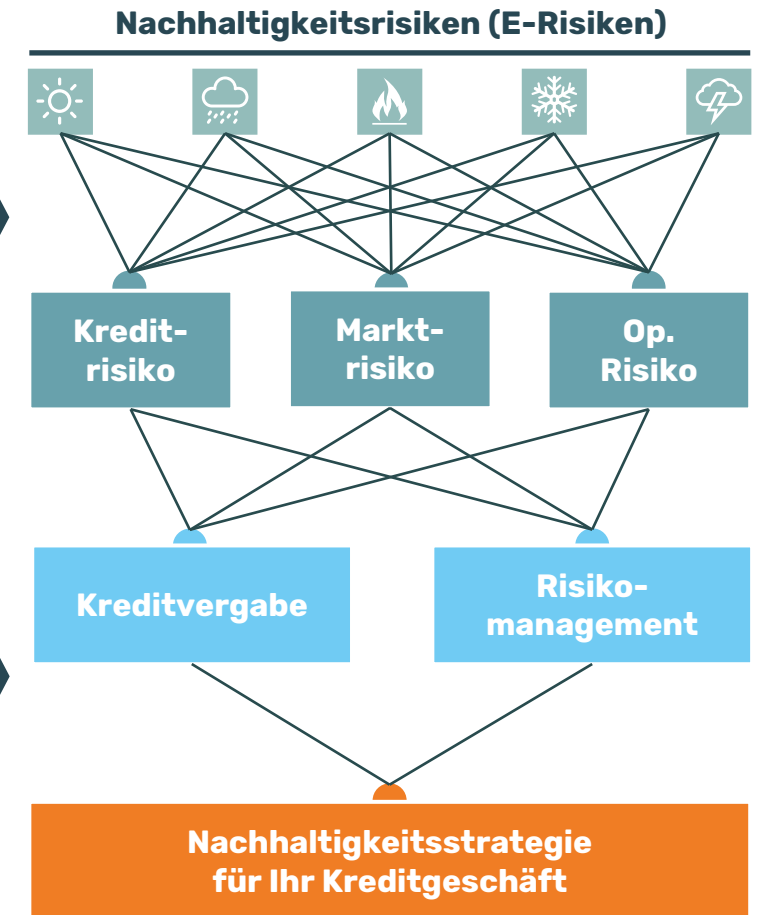 Nachhaltigkeitsrisiken (E-Risiken)
Kredit-
risiko
Markt-
risiko
Op.
Risiko
Kreditvergabe
Risiko-
management
Nachhaltigkeitsstrategie
für Ihr Kreditgeschäft